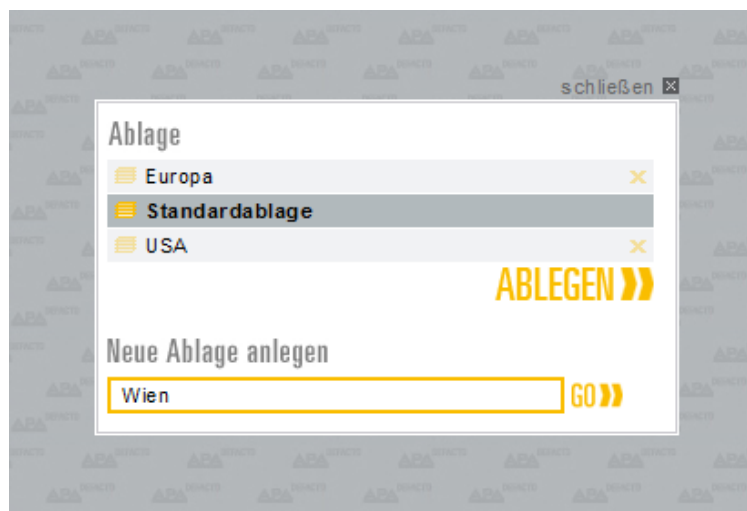 schließen
Ablage
Europa
Standardablage
USA
ABLEGEN
Neue Ablage anlegen
Wien
GO